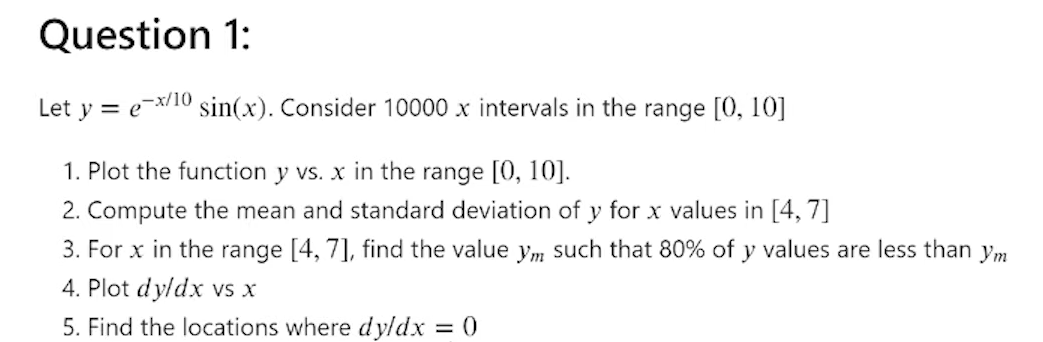 Question 1:
Let y = e^{-x/10} sin(x). Consider 10000 x intervals in the range [0, 10]
1. Plot the function y vs. x in the range [0, 10].
2. Compute the mean and standard deviation of y for x values in [4, 7]
3. For x in the range [4, 7], find the value y_m such that 80% of y values are less than y_m
4. Plot dy/dx vs x
5. Find the locations where dy/dx = 0